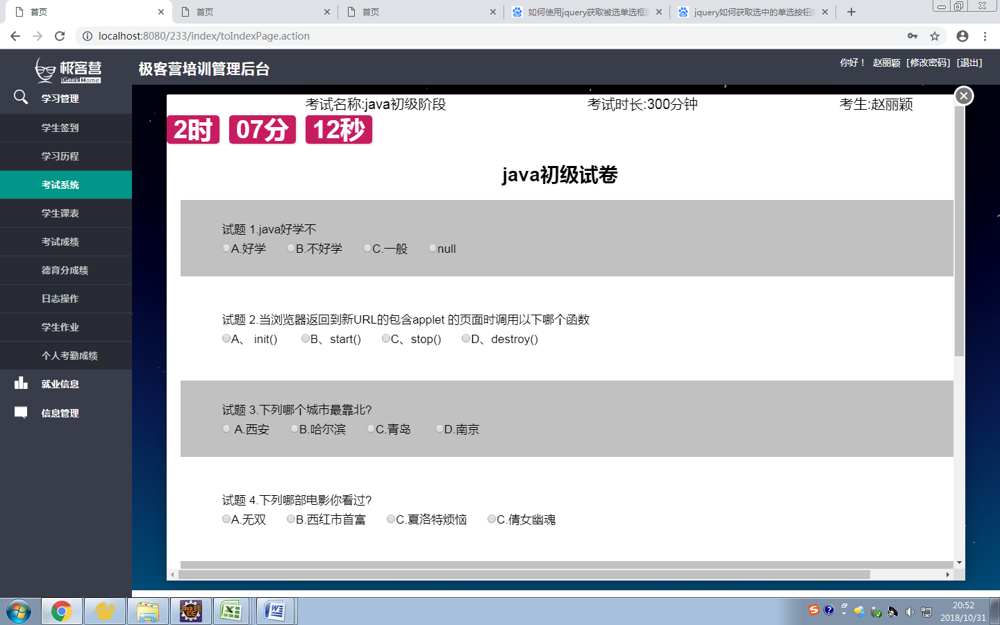 首页
首页
首页
如何使用jquery获取被选单选框的
jquery如何获取选中的单选按钮的
localhost:8080/233/index/toIndexPage.action
极客营
iGeekHome
极客营培训管理后台
你好！ 赵丽颖 [修改密码] [退出]
学习管理
学生签到
学习历程
考试系统
学生课表
考试成绩
德育分成绩
日志操作
学生作业
个人考勤成绩
就业信息
信息管理
考试名称:java初级阶段
考试时长:300分钟
考生:赵丽颖
2时 07分 12秒
java初级试卷
试题 1.java好学不
A.好学 B.不好学 C.一般 null
试题 2.当浏览器返回到新URL的包含applet 的页面时调用以下哪个函数
A、 init() B、start() C、stop() D、destroy()
试题 3.下列哪个城市最靠北?
A.西安 B.哈尔滨 C.青岛 D.南京
试题 4.下列哪部电影你看过?
A.无双 B.西红市首富 C.夏洛特烦恼 C.倩女幽魂
Java EE
IDE
20:52
2018/10/31